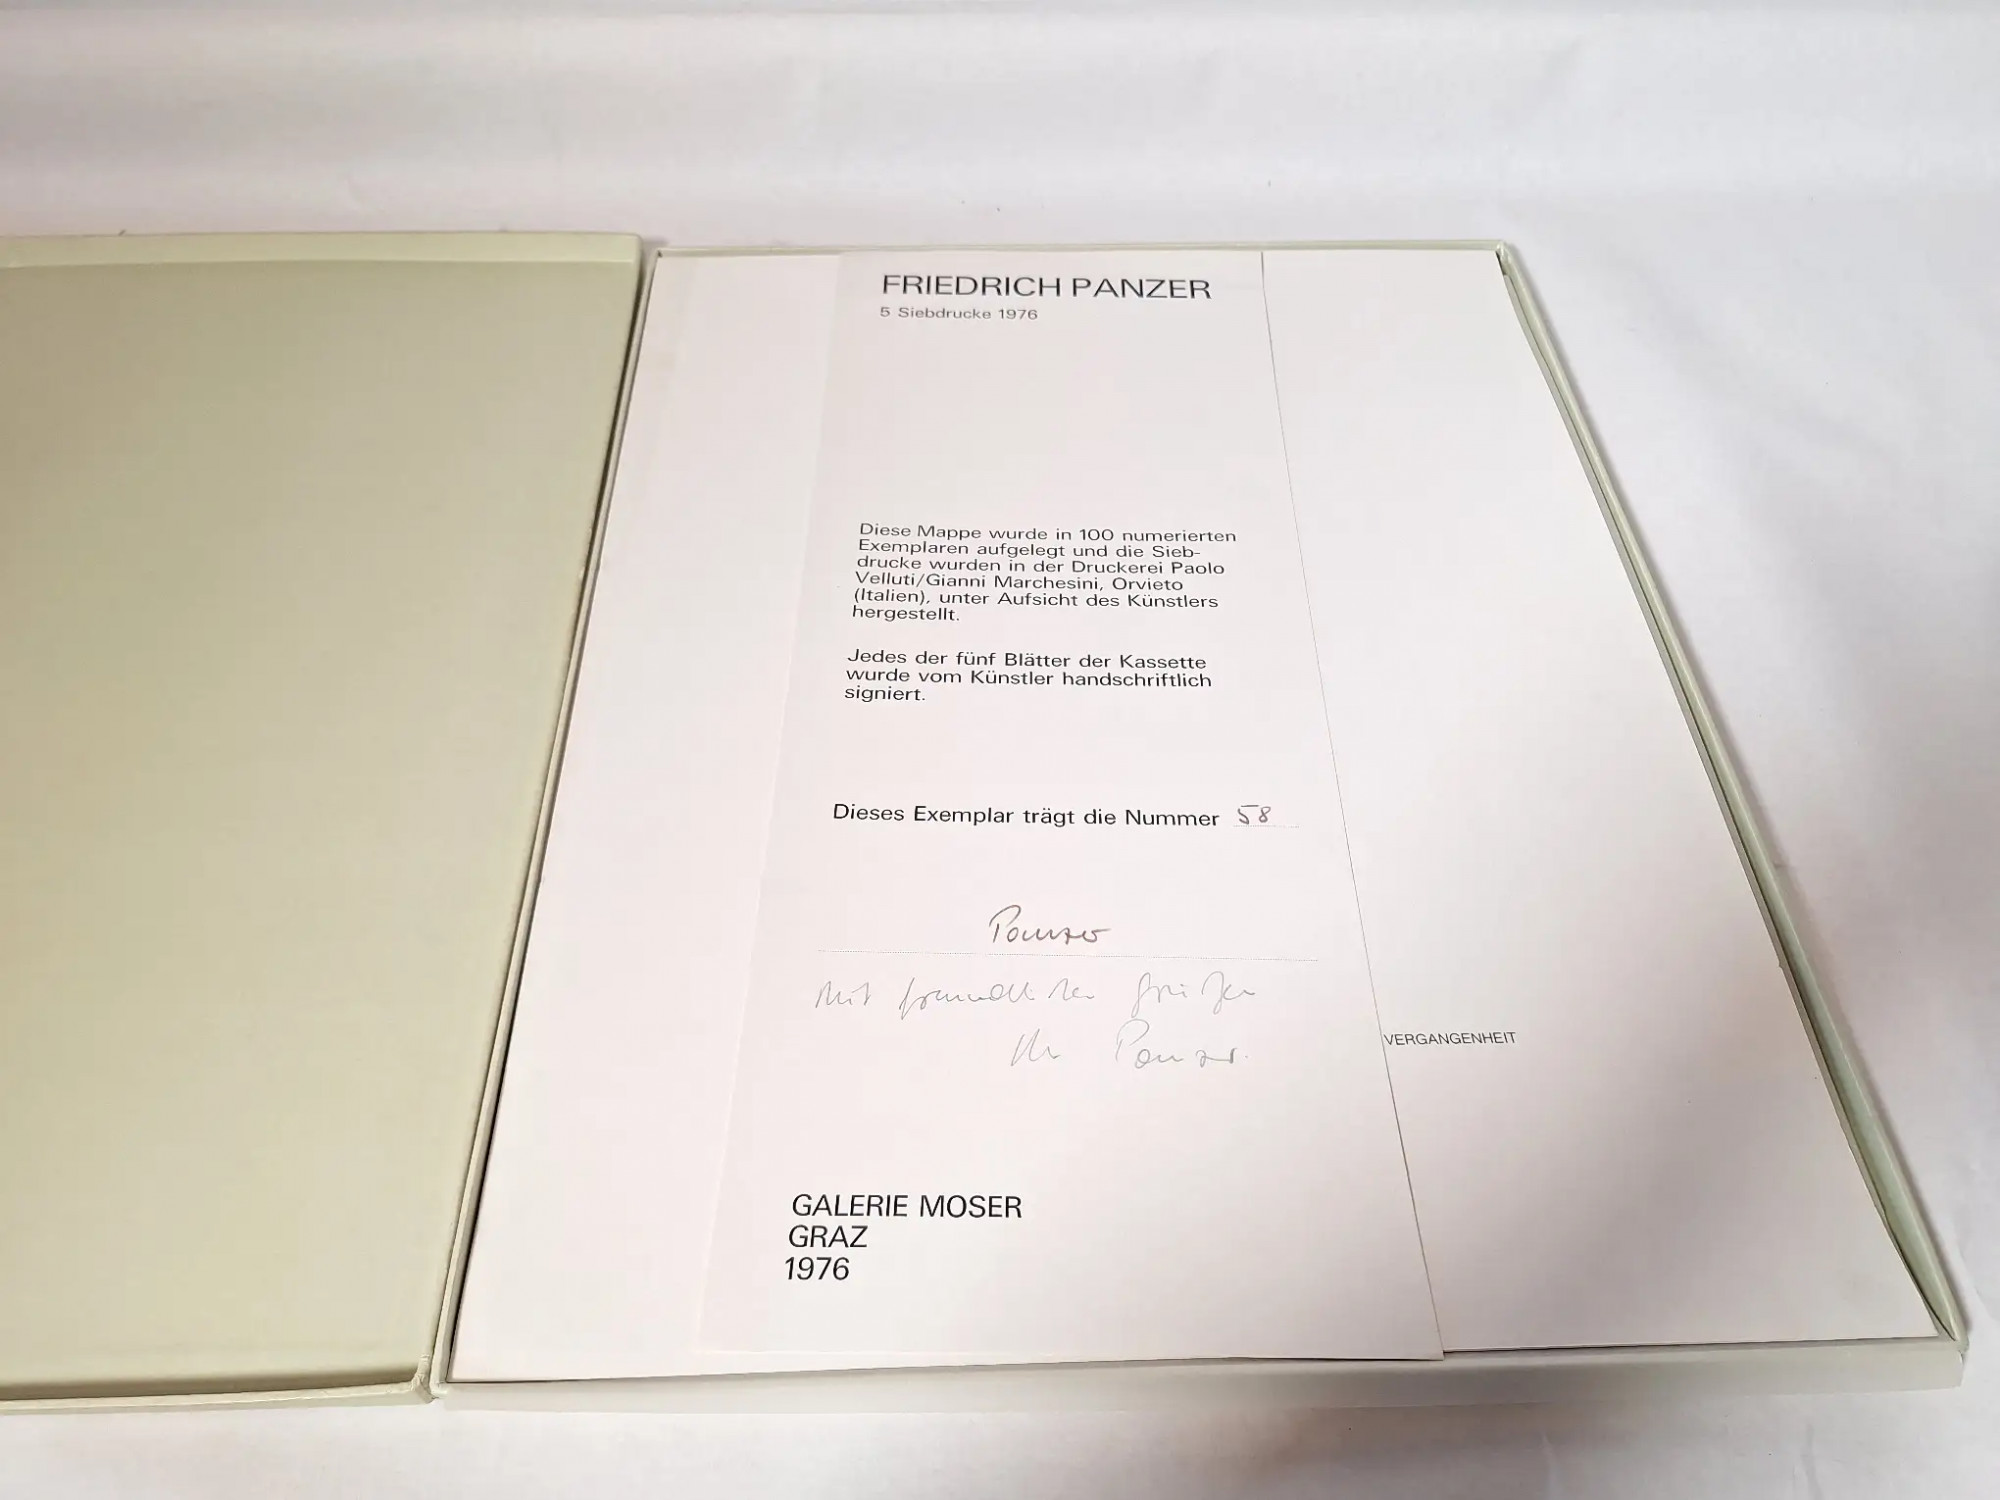 FRIEDRICH PANZER
5 Siebdrucke 1976
Diese Mappe wurde in 100 numerierten
Exemplaren aufgelegt und die Sieb-
drucke wurden in der Druckerei Paolo
Velluti/Gianni Marchesini, Orvieto
(Italien), unter Aufsicht des Künstlers
hergestellt.
Jedes der fünf Blätter der Kassette
wurde vom Künstler handschriftlich
signiert.
Dieses Exemplar trägt die Nummer 58
Panzer
Mit freundlichen Grüßen
Ihr Panzer.
VERGANGENHEIT
GALERIE MOSER
GRAZ
1976